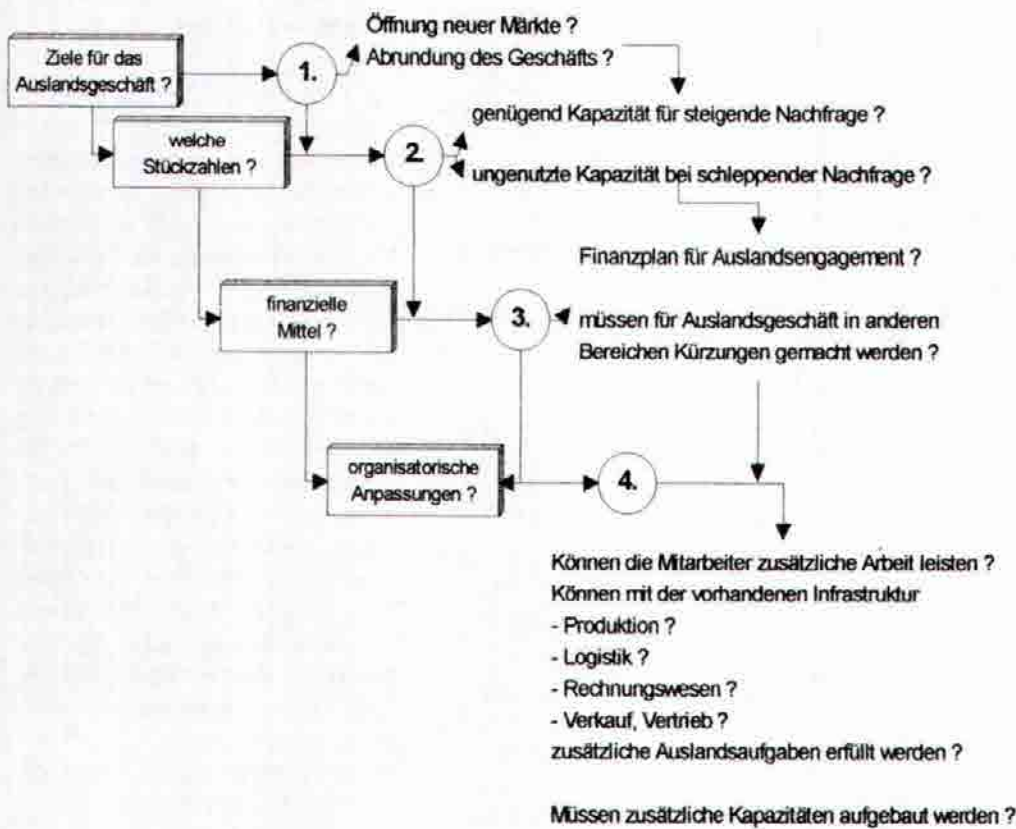 Öffnung neuer Märkte ?
Ziele für das
Auslandsgeschäft ?
1.
Abrundung des Geschäfts ?
genügend Kapazität für steigende Nachfrage ?
welche
Stückzahlen ?
2.
ungenutzte Kapazität bei schleppender Nachfrage ?
Finanzplan für Auslandsengagement ?
finanzielle
Mittel ?
3.
müssen für Auslandsgeschäft in anderen
Bereichen Kürzungen gemacht werden ?
organisatorische
Anpassungen ?
4.
Können die Mitarbeiter zusätzliche Arbeit leisten ?
Können mit der vorhandenen Infrastruktur
- Produktion ?
- Logistik ?
- Rechnungswesen ?
- Verkauf, Vertrieb ?
zusätzliche Auslandsaufgaben erfüllt werden ?
Müssen zusätzliche Kapazitäten aufgebaut werden ?